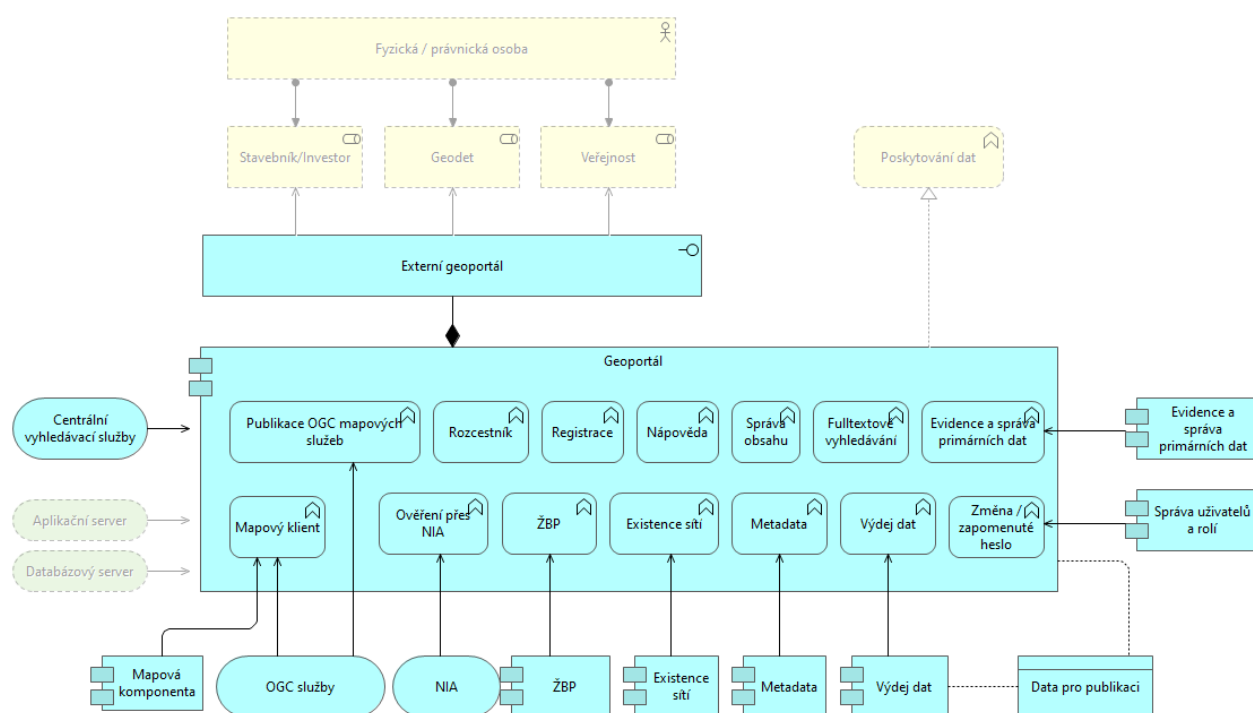 Fyzická / právnická osoba
Stavebník/Investor
Geodet
Veřejnost
Poskytování dat
Externí geoportál
Geoportál
Centrální
vyhledávací služby
Publikace OGC mapových
služeb
Rozcestník
Registrace
Nápověda
Správa
obsahu
Fulltextové
vyhledávání
Evidence a správa
primárních dat
Evidence a
správa
primárních dat
Aplikační server
Databázový server
Mapový klient
Ověření přes
NIA
ŽBP
Existence sítí
Metadata
Výdej dat
Změna /
zapomenuté
heslo
Správa uživatelů
a rolí
Mapová
komponenta
OGC služby
NIA
ŽBP
Existence
sítí
Metadata
Výdej dat
Data pro publikaci